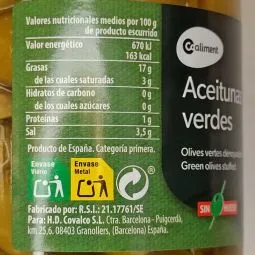 Valores nutricionales medios por 100 g
de producto escurrido
Valor energético 670 kJ
163 kcal
Grasas 17 g
de las cuales saturadas 3 g
Hidratos de carbono 0 g
de los cuales azúcares 0 g
Proteínas 1 g
Sal 3,5 g
Producto de España. Categoría primera.
Envase
Vidrio
Envase
Metal
Fabricado por: R.S.I.: 21.17761/SE
Para: H.D. Covalco S.L. Ctra. Barcelona - Puigcerdà,
km 25,6. 08403 Granollers, (Barcelona) España.
Coaliment
Aceitunas
verdes
Olives vertes
Green olives stuffed
SIN